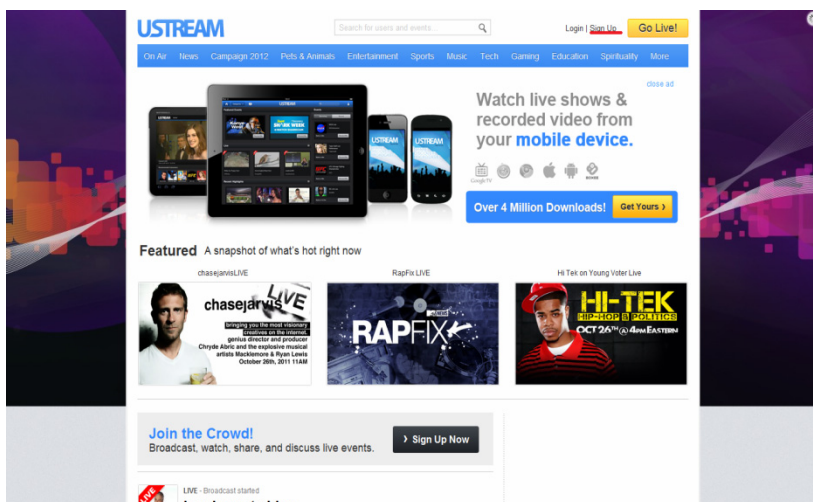 USTREAM
Search for users and events...
Login | Sign Up
Go Live!
On Air News Campaign 2012 Pets & Animals Entertainment Sports Music Tech Gaming Education Spirituality More
close ad
Watch live shows &
recorded video from
your mobile device.
USTREAM
USTREAM
USTREAM
Google TV
Over 4 Million Downloads!
Get Yours >
Featured A snapshot of what's hot right now
chasejarvisLIVE
RapFix LIVE
Hi Tek on Young Voter Live
chasejarvis LIVE
bringing you the most visionary
creatives on the internet.
genius director and producer
Chryde Abric and the explosive musical
artists Macklemore & Ryan Lewis
October 26th, 2011 11AM
RAPFIX
HI-TEK
HIP-HOP & POLITICS
OCT 26TH @ 4PM EASTERN
Join the Crowd!
Broadcast, watch, share, and discuss live events.
> Sign Up Now
LIVE
LIVE - Broadcast started